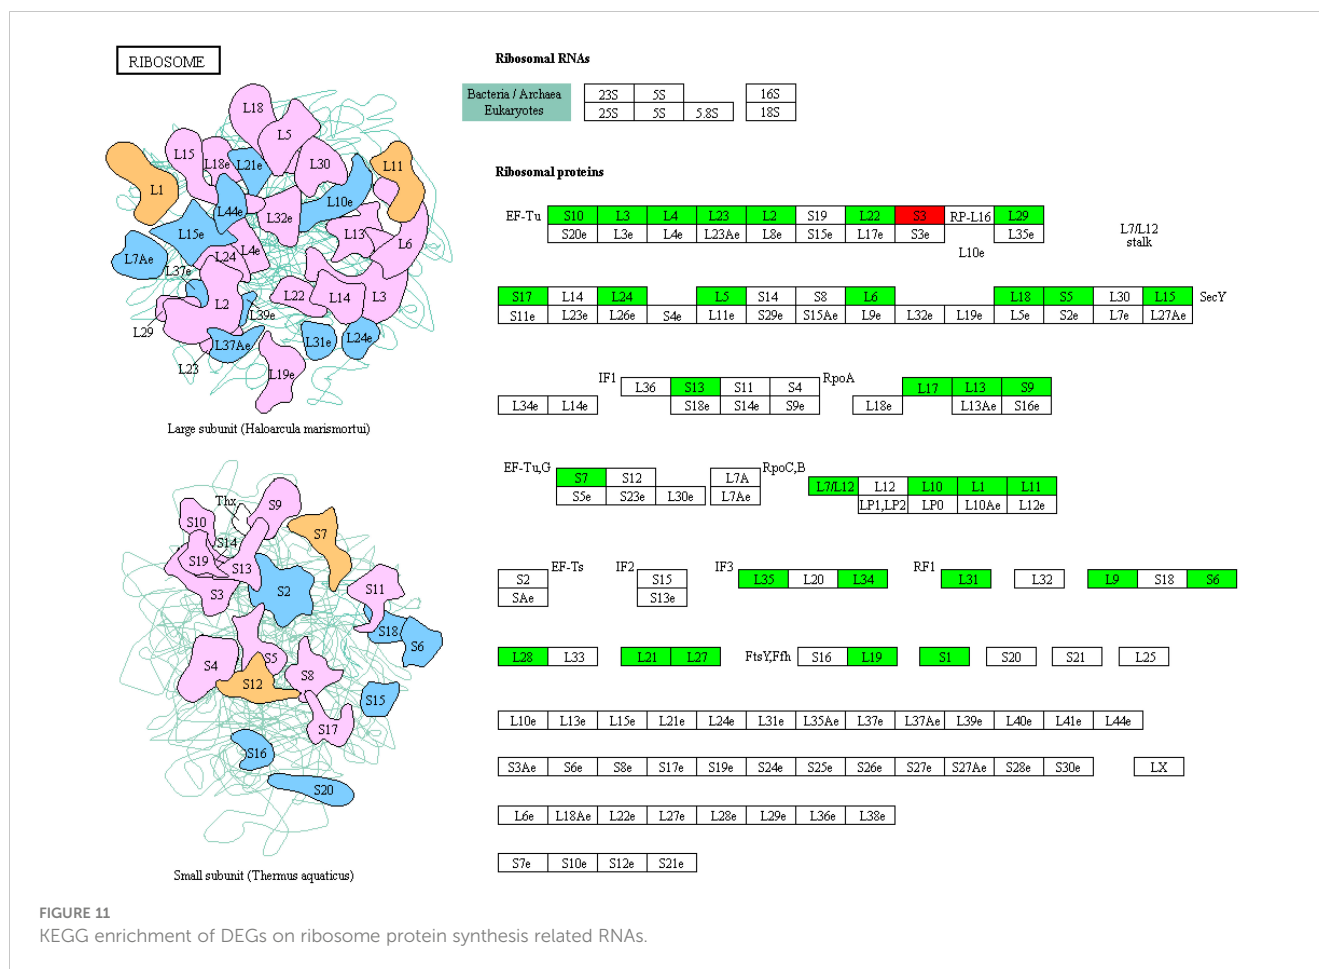 RIBOSOME
L18
L5
L15
L18e
L21e
L30
L11
L1
L10e
L44e
L32e
L15e
L13
L6
L7Ae
L24
L4e
L37e
L22
L14
L3
L2
L39e
L29
L37Ae
L31e
L24e
L23
L19e
Large subunit (Haloarcula marismortui)
Thx
S9
S10
S7
S14
S19
S13
S3
S2
S11
S18
S6
S4
S5
S8
S12
S15
S17
S16
S20
Small subunit (Thermus aquaticus)
Ribosomal RNAs
Bacteria / Archaea 23S 5S 16S
Eukaryotes 25S 5S 5.8S 18S
Ribosomal proteins
EF-Tu S10 L3 L4 L23 L2 S19 L22 S3 RP-L16 L29
S20e L3e L4e L23Ae L8e S15e L17e S3e L35e
L10e
L7/L12
stalk
S17 L14 L24 L5 S14 S8 L6 L18 S5 L30 L15 SecY
S11e L23e L26e S4e L11e S29e S15Ae L9e L32e L19e L5e S2e L7e L27Ae
IF1 L36 S13 S11 S4 RpoA L17 L13 S9
L34e L14e S18e S14e S9e L18e L13Ae S16e
EF-Tu,G S7 S12 L7A RpoC,B L7/L12 L12 L10 L1 L11
S5e S23e L30e L7Ae LP1,LP2 LP0 L10Ae L12e
S2 EF-Ts IF2 S15 IF3 L35 L20 L34 RF1 L31 L32 L9 S18 S6
SAe S13e
L28 L33 L21 L27 FtsY,Ffh S16 L19 S1 S20 S21 L25
L10e L13e L15e L21e L24e L31e L35Ae L37e L37Ae L39e L40e L41e L44e
S3Ae S6e S8e S17e S19e S24e S25e S26e S27e S27Ae S28e S30e LX
L6e L18Ae L22e L27e L28e L29e L36e L38e
S7e S10e S12e S21e
FIGURE 11
KEGG enrichment of DEGs on ribosome protein synthesis related RNAs.